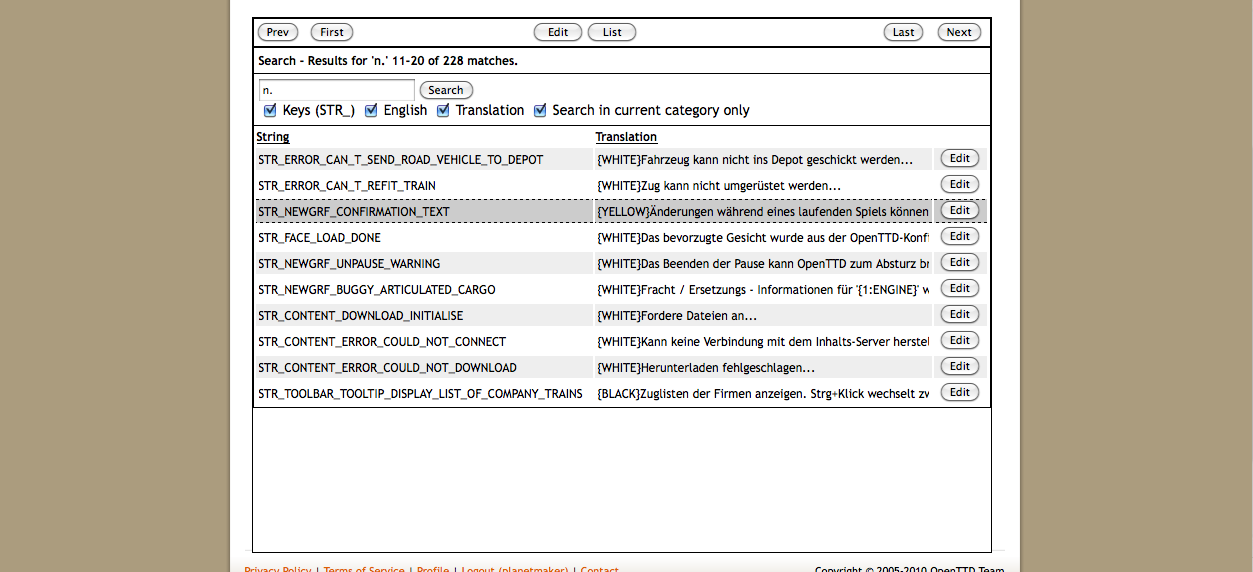 Prev First Edit List Last Next
Search - Results for 'n.' 11-20 of 228 matches.
n. Search
Keys (STR_) English Translation Search in current category only
String Translation
STR_ERROR_CAN_T_SEND_ROAD_VEHICLE_TO_DEPOT {WHITE}Fahrzeug kann nicht ins Depot geschickt werden... Edit
STR_ERROR_CAN_T_REFIT_TRAIN {WHITE}Zug kann nicht umgerüstet werden... Edit
STR_NEWGRF_CONFIRMATION_TEXT {YELLOW}Änderungen während eines laufenden Spiels können Edit
STR_FACE_LOAD_DONE {WHITE}Das bevorzugte Gesicht wurde aus der OpenTTD-Konf Edit
STR_NEWGRF_UNPAUSE_WARNING {WHITE}Das Beenden der Pause kann OpenTTD zum Absturz br Edit
STR_NEWGRF_BUGGY_ARTICULATED_CARGO {WHITE}Fracht / Ersetzungs - Informationen für '{1:ENGINE}' w Edit
STR_CONTENT_DOWNLOAD_INITIALISE {WHITE}Fordere Dateien an... Edit
STR_CONTENT_ERROR_COULD_NOT_CONNECT {WHITE}Kann keine Verbindung mit dem Inhalts-Server herstel Edit
STR_CONTENT_ERROR_COULD_NOT_DOWNLOAD {WHITE}Herunterladen fehlgeschlagen... Edit
STR_TOOLBAR_TOOLTIP_DISPLAY_LIST_OF_COMPANY_TRAINS {BLACK}Zuglisten der Firmen anzeigen. Strg+Klick wechselt zw Edit
Privacy Policy | Terms of Service | Profile | Logout (planetmaker) | Contact Copyright © 2005-2010 OpenTTD Team